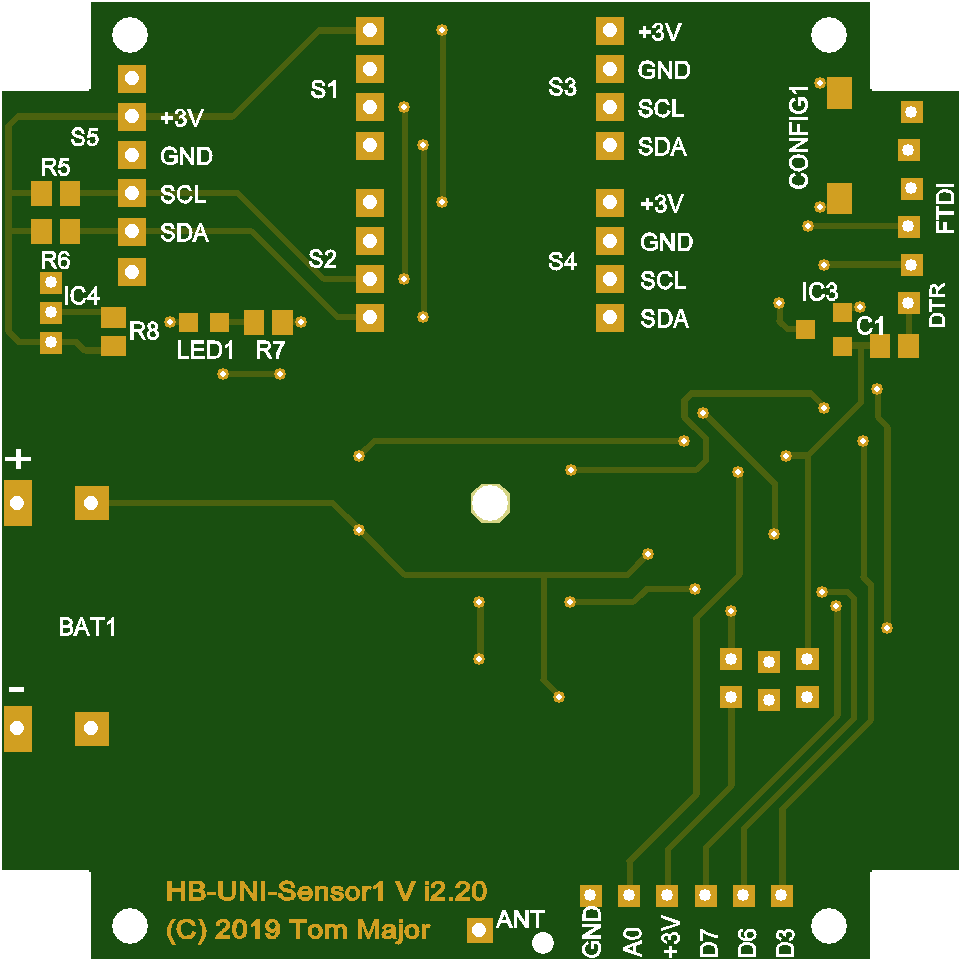 S1
S3
+3V
GND
SCL
SDA
CONFIG1
FTDI
DTR
S5
+3V
GND
SCL
SDA
R5
R6
S2
S4
+3V
GND
SCL
SDA
IC4
R8
LED1
R7
IC3
C1
+
BAT1
-
HB-UNI-Sensor1 V i2.20
(C) 2019 Tom Major
ANT
GND
A0
+3V
D7
D6
D3